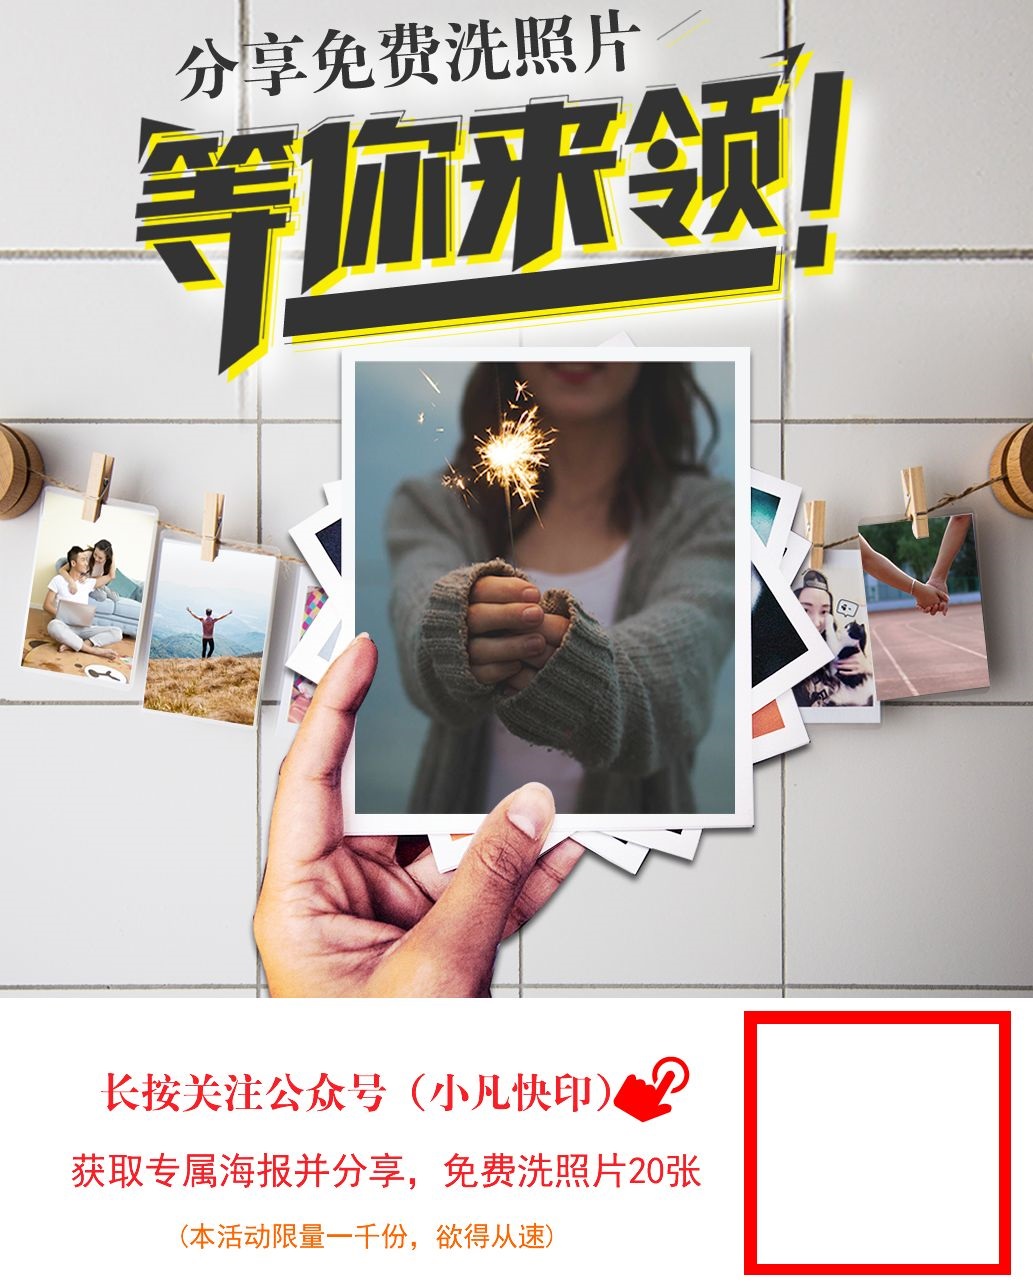 分享免费洗照片
等你来领!
长按关注公众号（小凡快印）
获取专属海报并分享，免费洗照片20张
(本活动限量一千份，欲得从速)